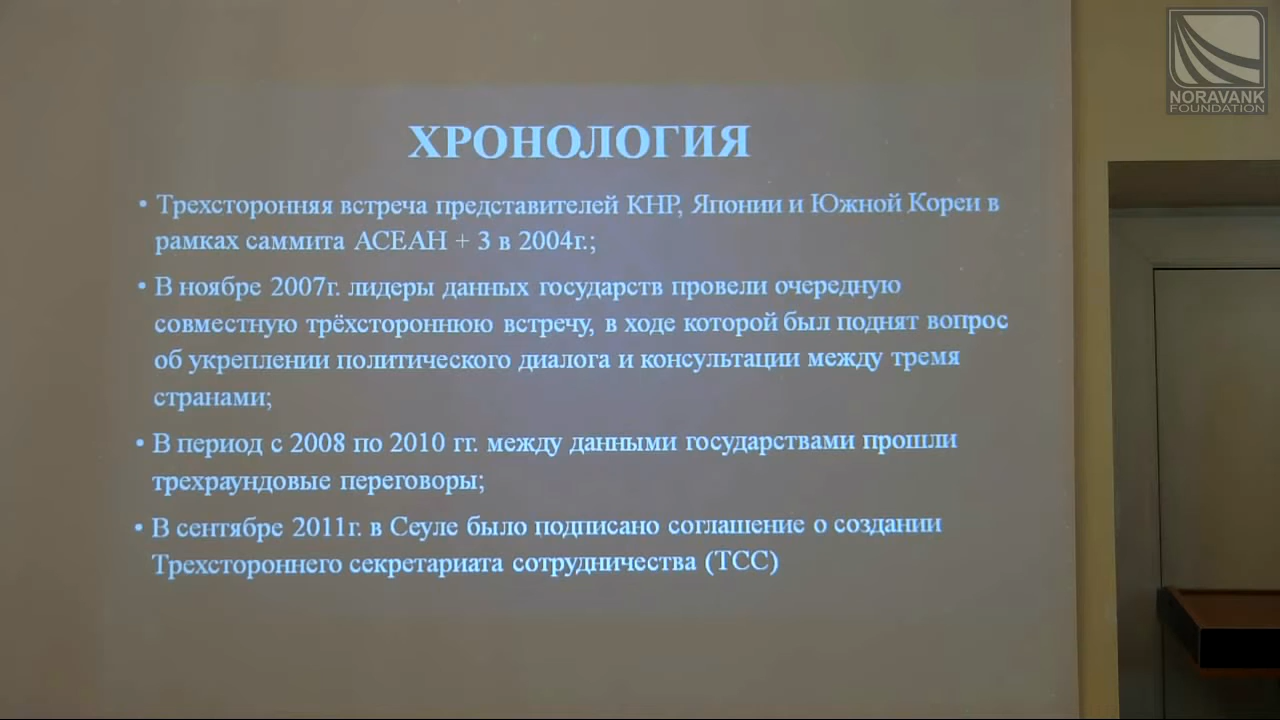 NORAVANK
FOUNDATION
ХРОНОЛОГИЯ
• Трехсторонняя встреча представителей КНР, Японии и Южной Кореи в
рамках саммита АСЕАН + 3 в 2004г.;
• В ноябре 2007г. лидеры данных государств провели очередную
совместную трёхстороннюю встречу, в ходе которой был поднят вопрос
об укреплении политического диалога и консультации между тремя
странами;
• В период с 2008 по 2010 гг. между данными государствами прошли
трехраундовые переговоры;
• В сентябре 2011г. в Сеуле было подписано соглашение о создании
Трехстороннего секретариата сотрудничества (ТСС)